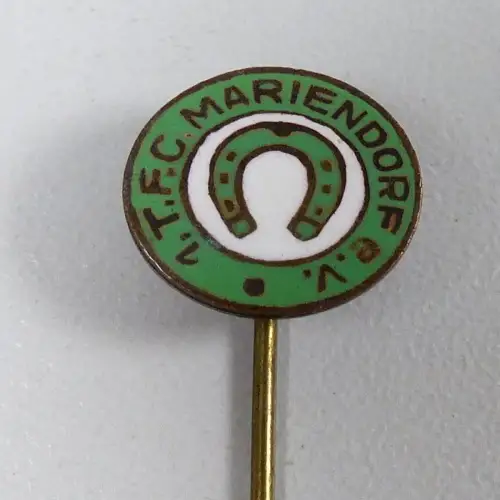 1. T.F.C. MARIENDORF e.V.